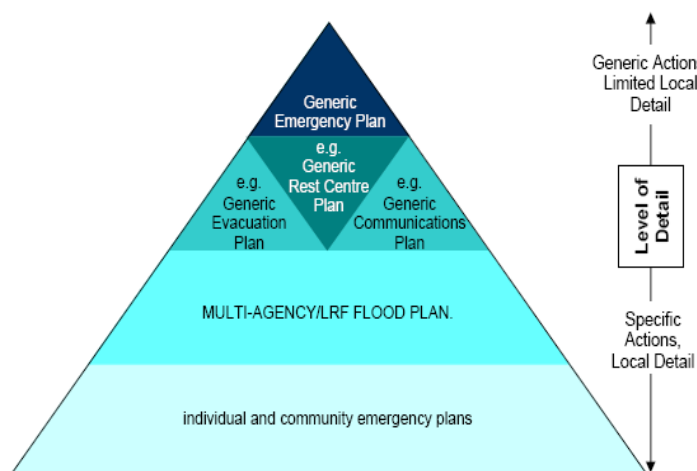 Generic
Emergency Plan
e.g.
Generic
Rest Centre
Plan
e.g.
Generic
Evacuation
Plan
e.g.
Generic
Communications
Plan
MULTI-AGENCY/LRF FLOOD PLAN.
individual and community emergency plans
Generic Action
Limited Local
Detail
Level of
Detail
Specific
Actions,
Local Detail